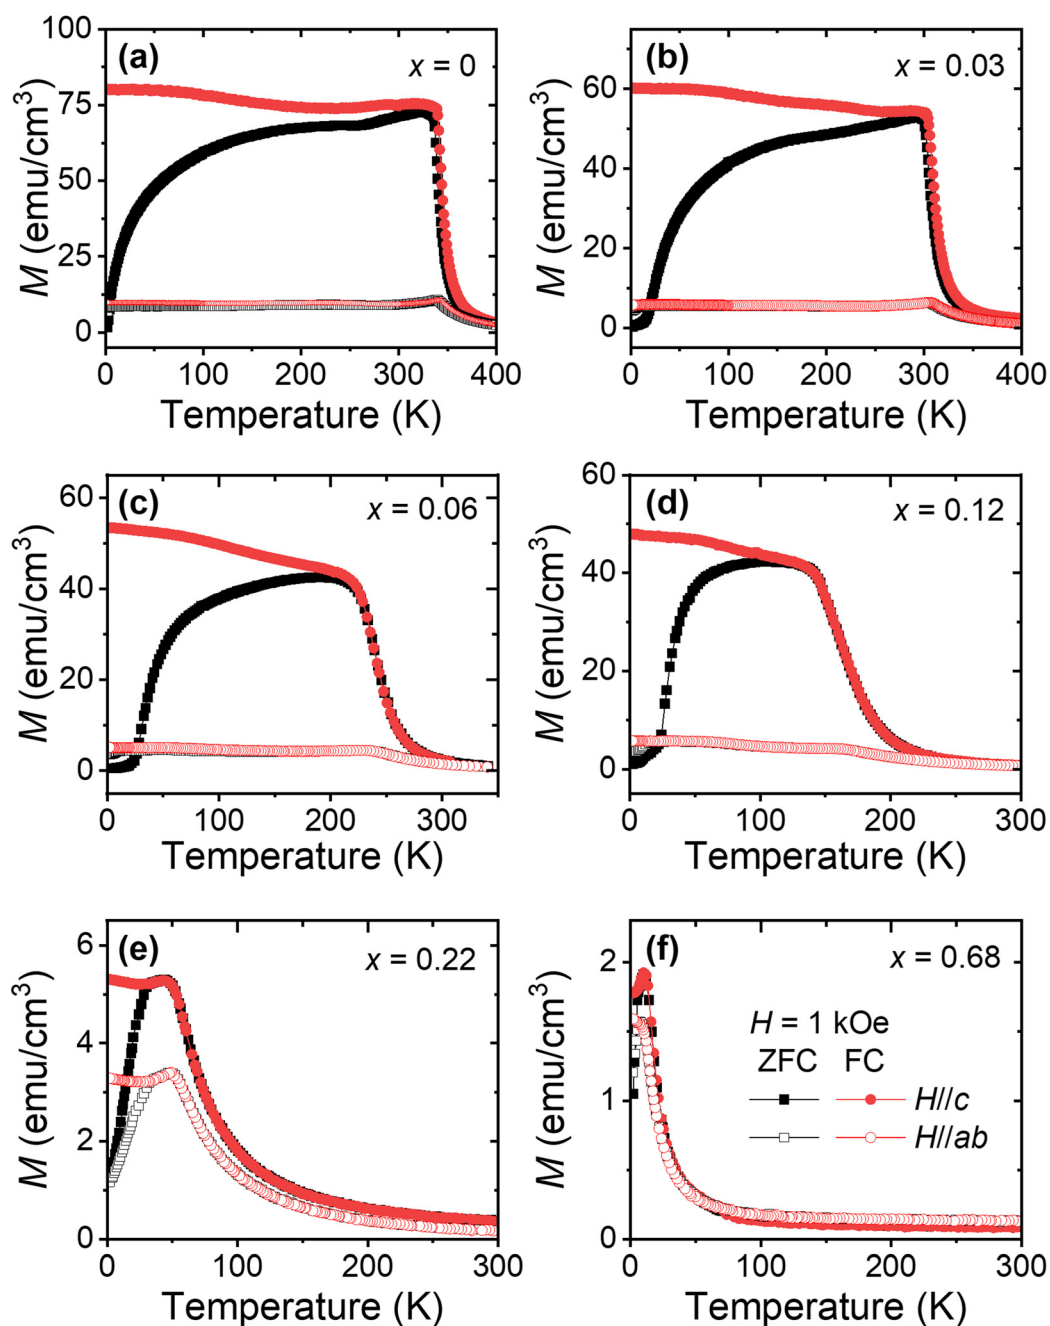 (a)
x = 0
M (emu/cm³)
100
75
50
25
0
0 100 200 300 400
Temperature (K)
(b)
x = 0.03
M (emu/cm³)
60
40
20
0
0 100 200 300 400
Temperature (K)
(c)
x = 0.06
M (emu/cm³)
60
40
20
0
0 100 200 300
Temperature (K)
(d)
x = 0.12
M (emu/cm³)
60
40
20
0
0 100 200 300
Temperature (K)
(e)
x = 0.22
M (emu/cm³)
6
4
2
0
0 100 200 300
Temperature (K)
(f)
x = 0.68
M (emu/cm³)
2
1
0
H = 1 kOe
ZFC FC
H//c
H//ab
0 100 200 300
Temperature (K)